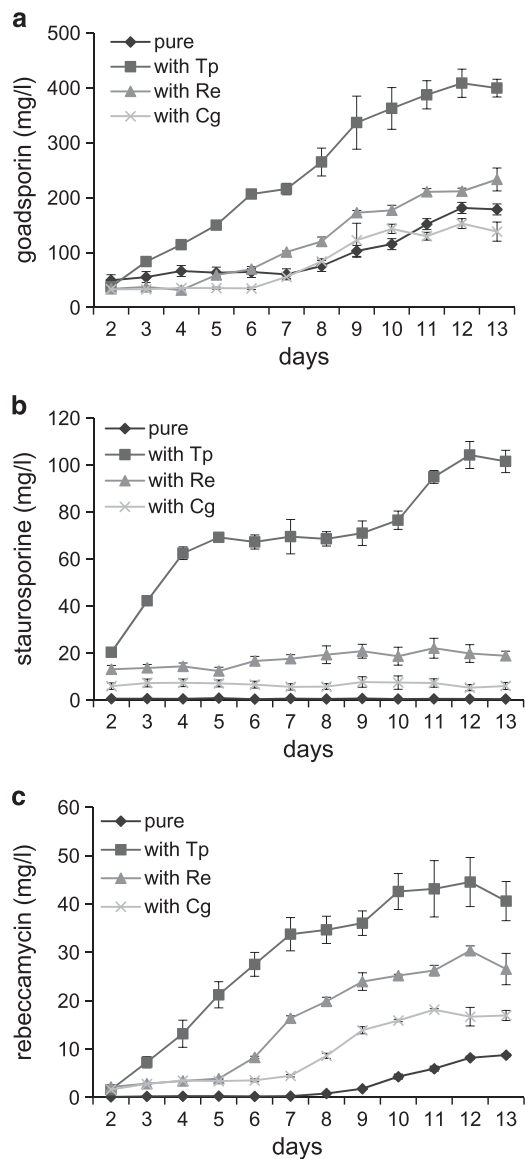 a
500
pure
with Tp
with Re
with Cg
400
300
200
100
0
goadsporin (mg/l)
2 3 4 5 6 7 8 9 10 11 12 13
days
b
120
pure
with Tp
with Re
with Cg
100
80
60
40
20
0
staurosporine (mg/l)
2 3 4 5 6 7 8 9 10 11 12 13
days
c
60
pure
with Tp
with Re
with Cg
50
40
30
20
10
0
rebeccamycin (mg/l)
2 3 4 5 6 7 8 9 10 11 12 13
days